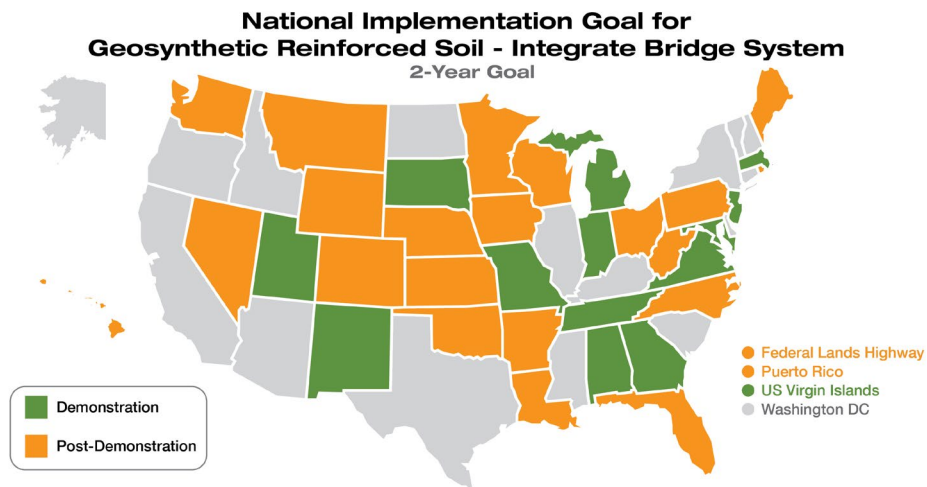 National Implementation Goal for
Geosynthetic Reinforced Soil - Integrate Bridge System
2-Year Goal
Federal Lands Highway
Puerto Rico
US Virgin Islands
Washington DC
Demonstration
Post-Demonstration